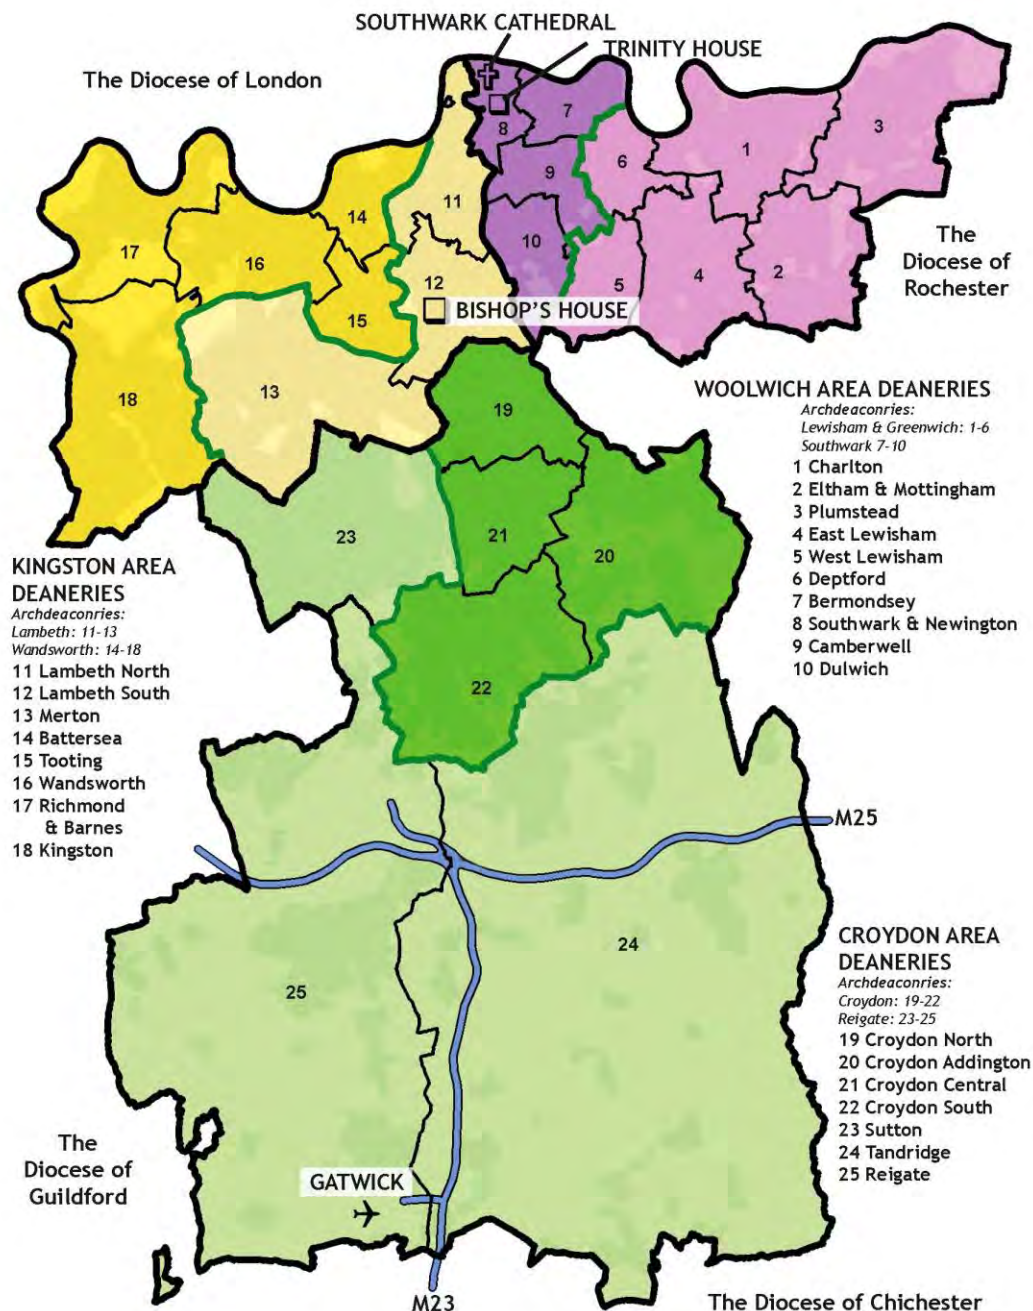 SOUTHWARK CATHEDRAL
TRINITY HOUSE
The Diocese of London
7
8
3
1
6
9
11
14
17
16
10
12
5
4
2
The
Diocese of
Rochester
BISHOP'S HOUSE
15
13
18
19
WOOLWICH AREA DEANERIES
Archdeaconries:
Lewisham & Greenwich: 1-6
Southwark 7-10
1 Charlton
2 Eltham & Mottingham
3 Plumstead
4 East Lewisham
5 West Lewisham
6 Deptford
7 Bermondsey
8 Southwark & Newington
9 Camberwell
10 Dulwich
23
21
20
22
KINGSTON AREA
DEANERIES
Archdeaconries:
Lambeth: 11-13
Wandsworth: 14-18
11 Lambeth North
12 Lambeth South
13 Merton
14 Battersea
15 Tooting
16 Wandsworth
17 Richmond
& Barnes
18 Kingston
M25
24
25
CROYDON AREA
DEANERIES
Archdeaconries:
Croydon: 19-22
Reigate: 23-25
19 Croydon North
20 Croydon Addington
21 Croydon Central
22 Croydon South
23 Sutton
24 Tandridge
25 Reigate
The
Diocese of
Guildford
GATWICK
M23
The Diocese of Chichester